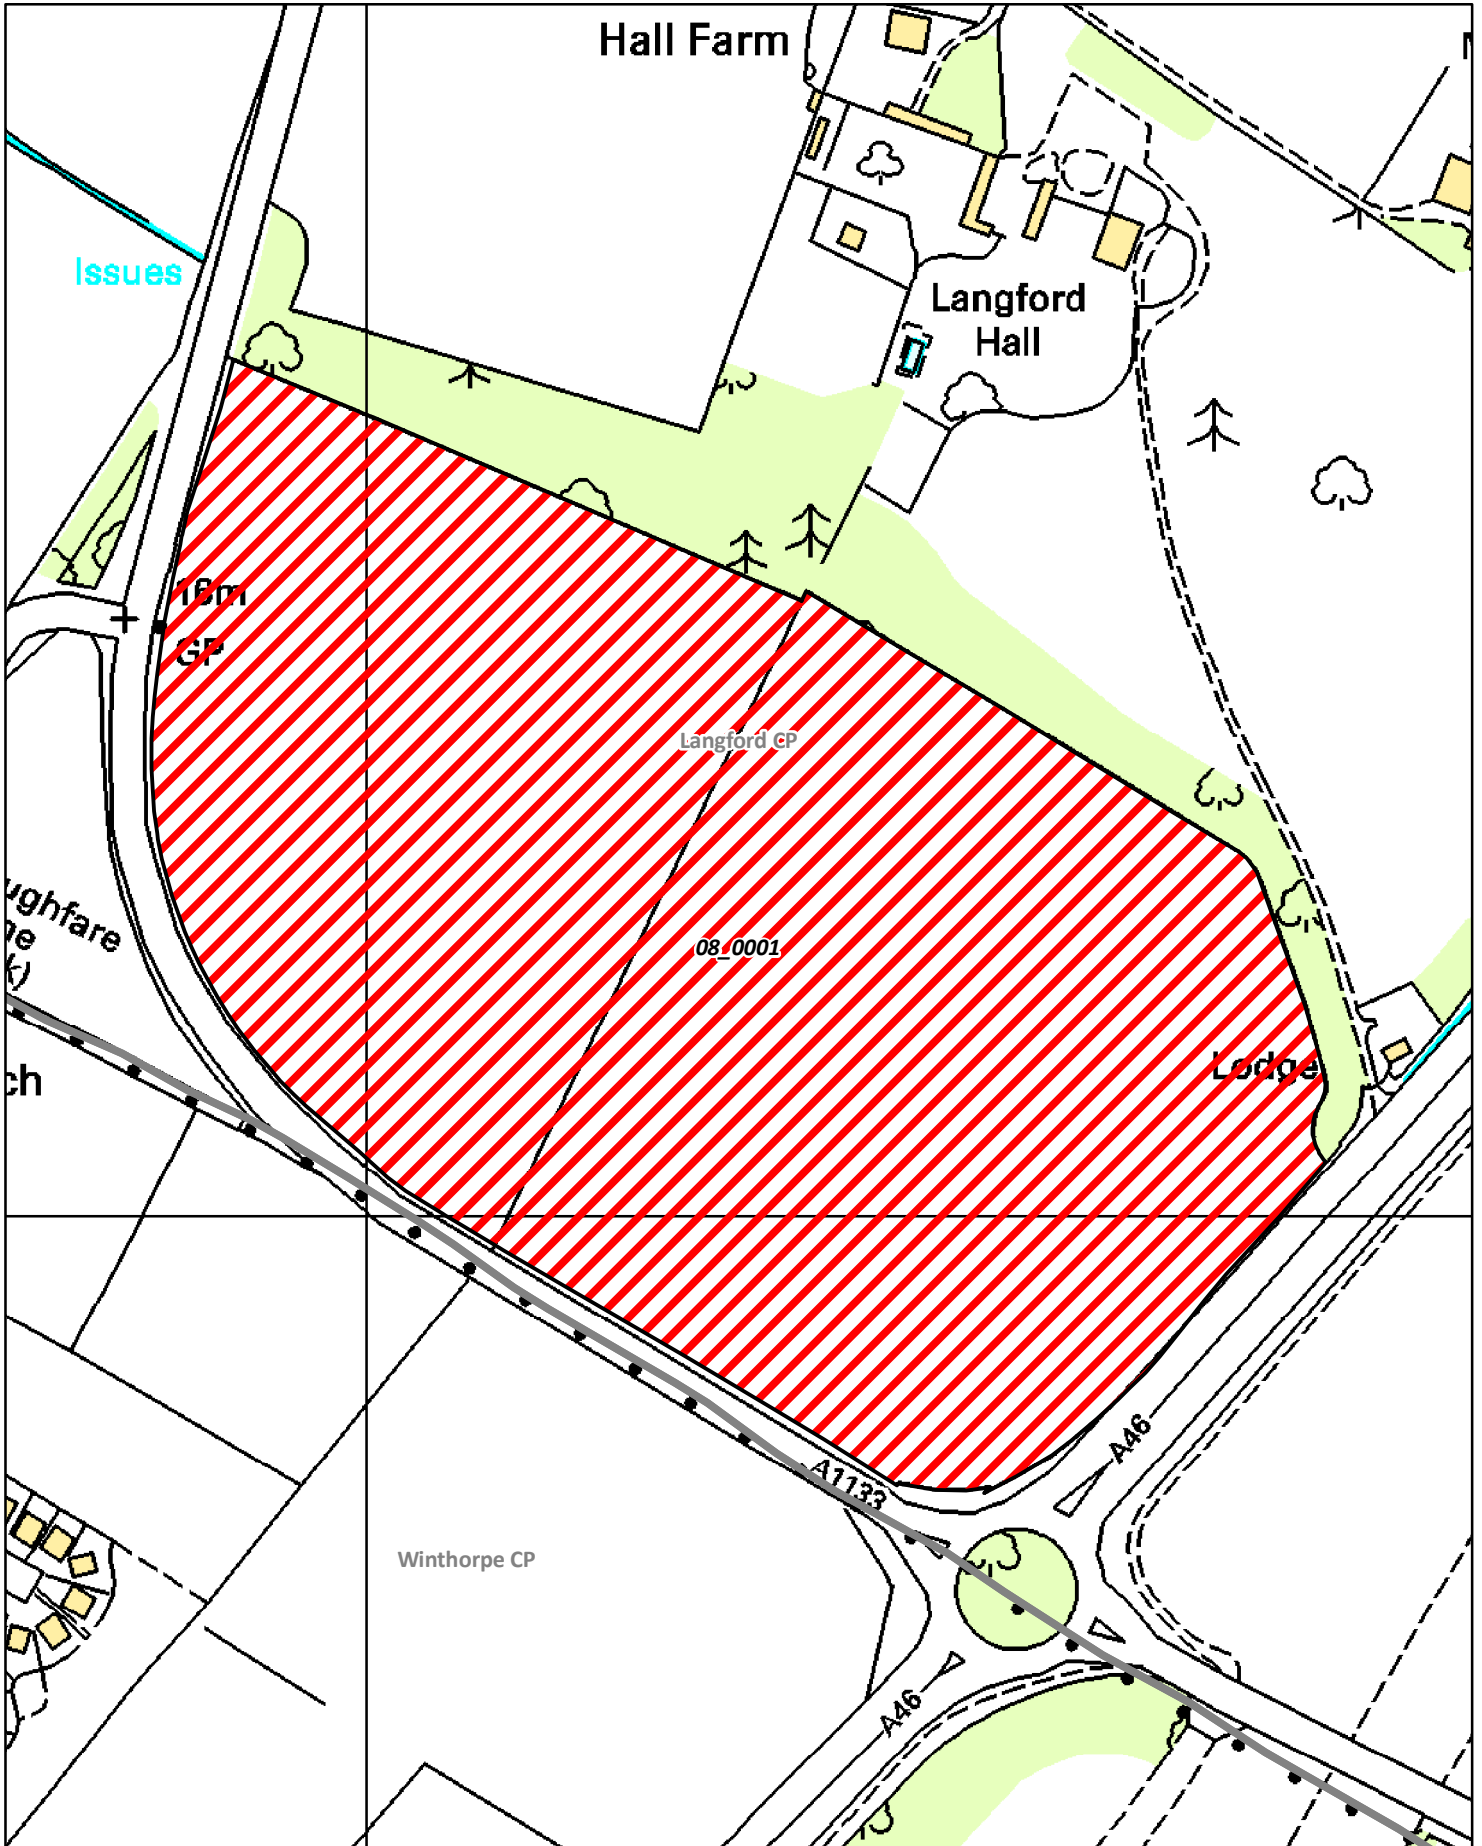 Hall Farm
Issues
Langford
Hall
16m
GP
Langford CP
08_0001
Lodge
A1133
A46
Winthorpe CP
A46